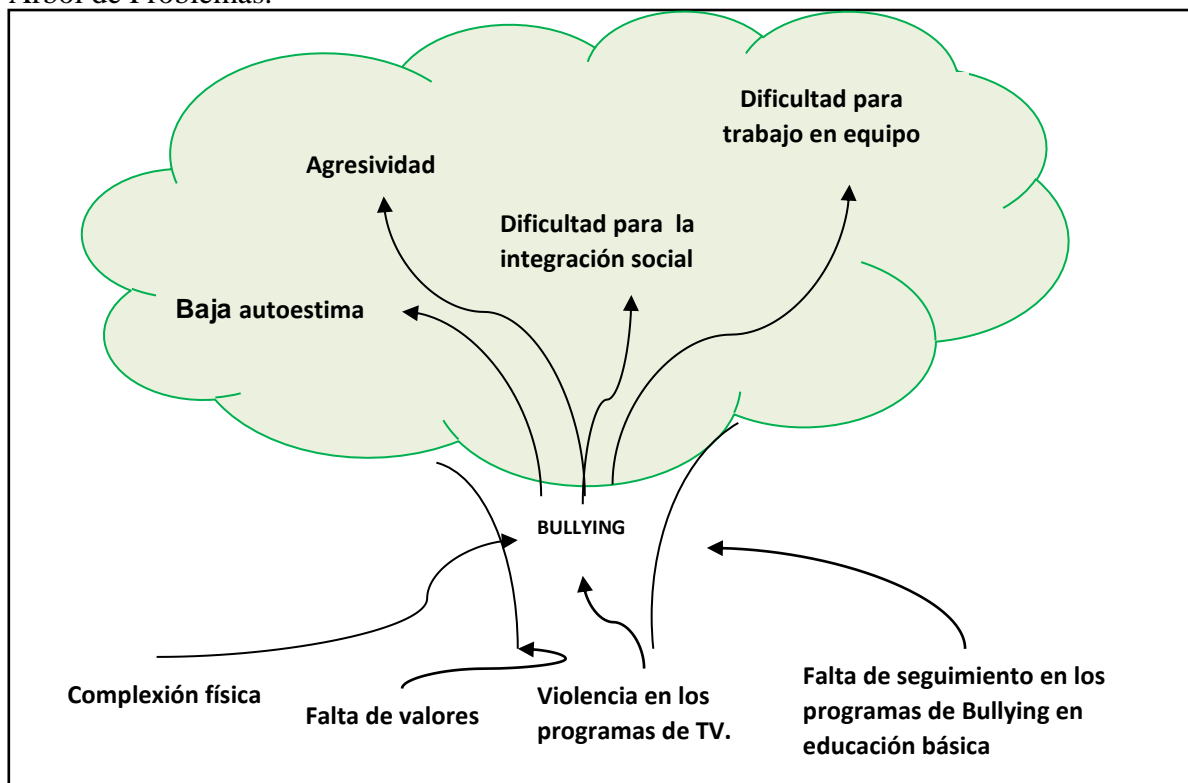 Árbol de Problemas.
Dificultad para
trabajo en equipo
Agresividad
Dificultad para la
integración social
Baja autoestima
BULLYING
Complexión física
Falta de valores
Violencia en los
programas de TV.
Falta de seguimiento en los
programas de Bullying en
educación básica